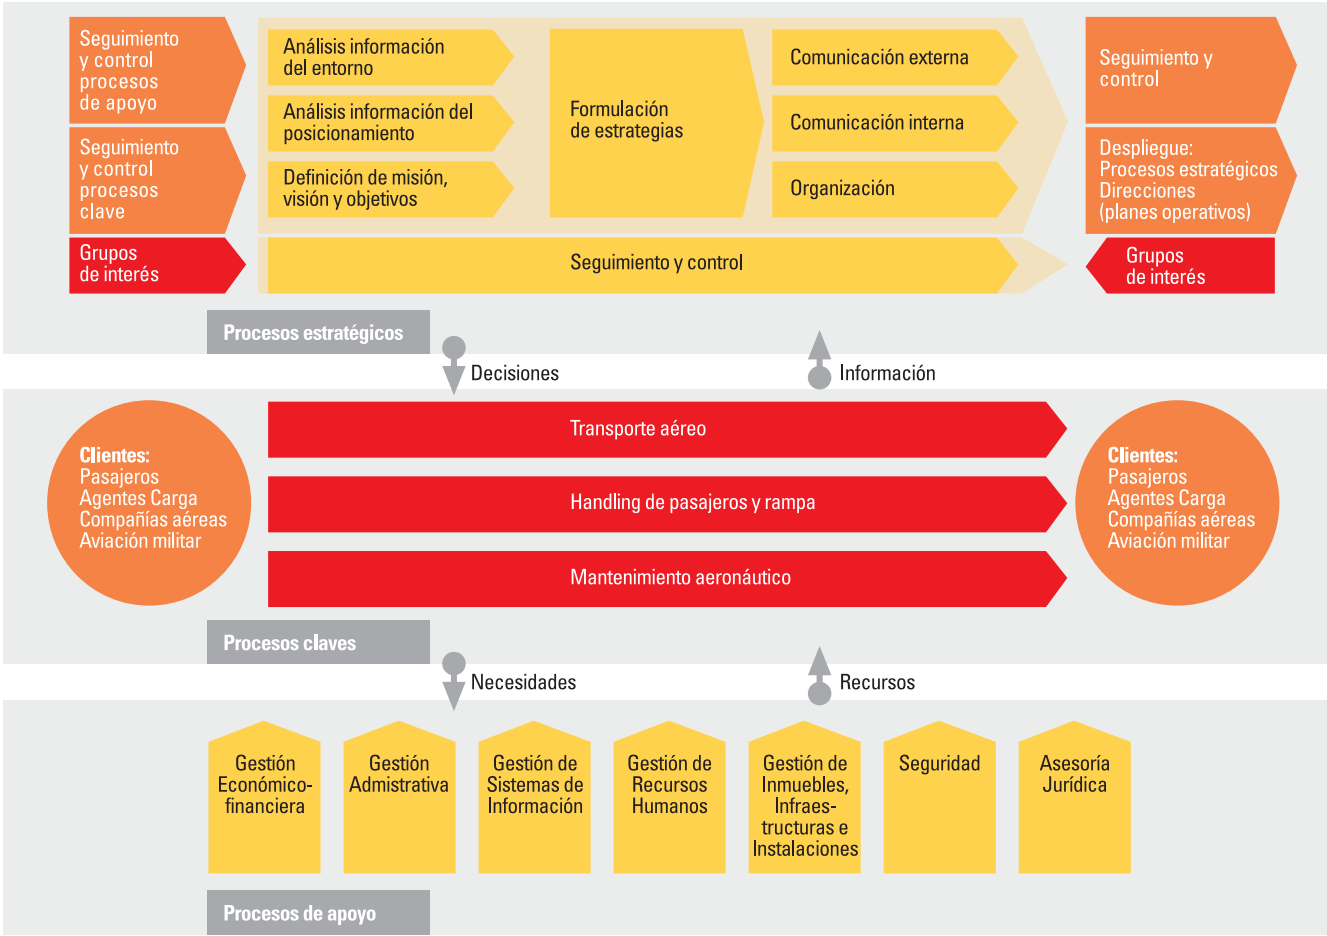 Seguimiento
y control
procesos
de apoyo
Seguimiento
y control
procesos
clave
Grupos
de interés
Análisis información
del entorno
Análisis información del
posicionamiento
Definición de misión,
visión y objetivos
Formulación
de estrategias
Comunicación externa
Comunicación interna
Organización
Seguimiento y control
Seguimiento y
control
Despliegue:
Procesos estratégicos
Direcciones
(planes operativos)
Grupos
de interés
Procesos estratégicos
Decisiones
Información
Clientes:
Pasajeros
Agentes Carga
Compañías aéreas
Aviación militar
Transporte aéreo
Handling de pasajeros y rampa
Mantenimiento aeronáutico
Clientes:
Pasajeros
Agentes Carga
Compañías aéreas
Aviación militar
Procesos claves
Necesidades
Recursos
Gestión
Económico-
financiera
Gestión
Admistrativa
Gestión de
Sistemas de
Información
Gestión de
Recursos
Humanos
Gestión de
Inmuebles,
Infraes-
tructuras e
Instalaciones
Seguridad
Asesoría
Jurídica
Procesos de apoyo